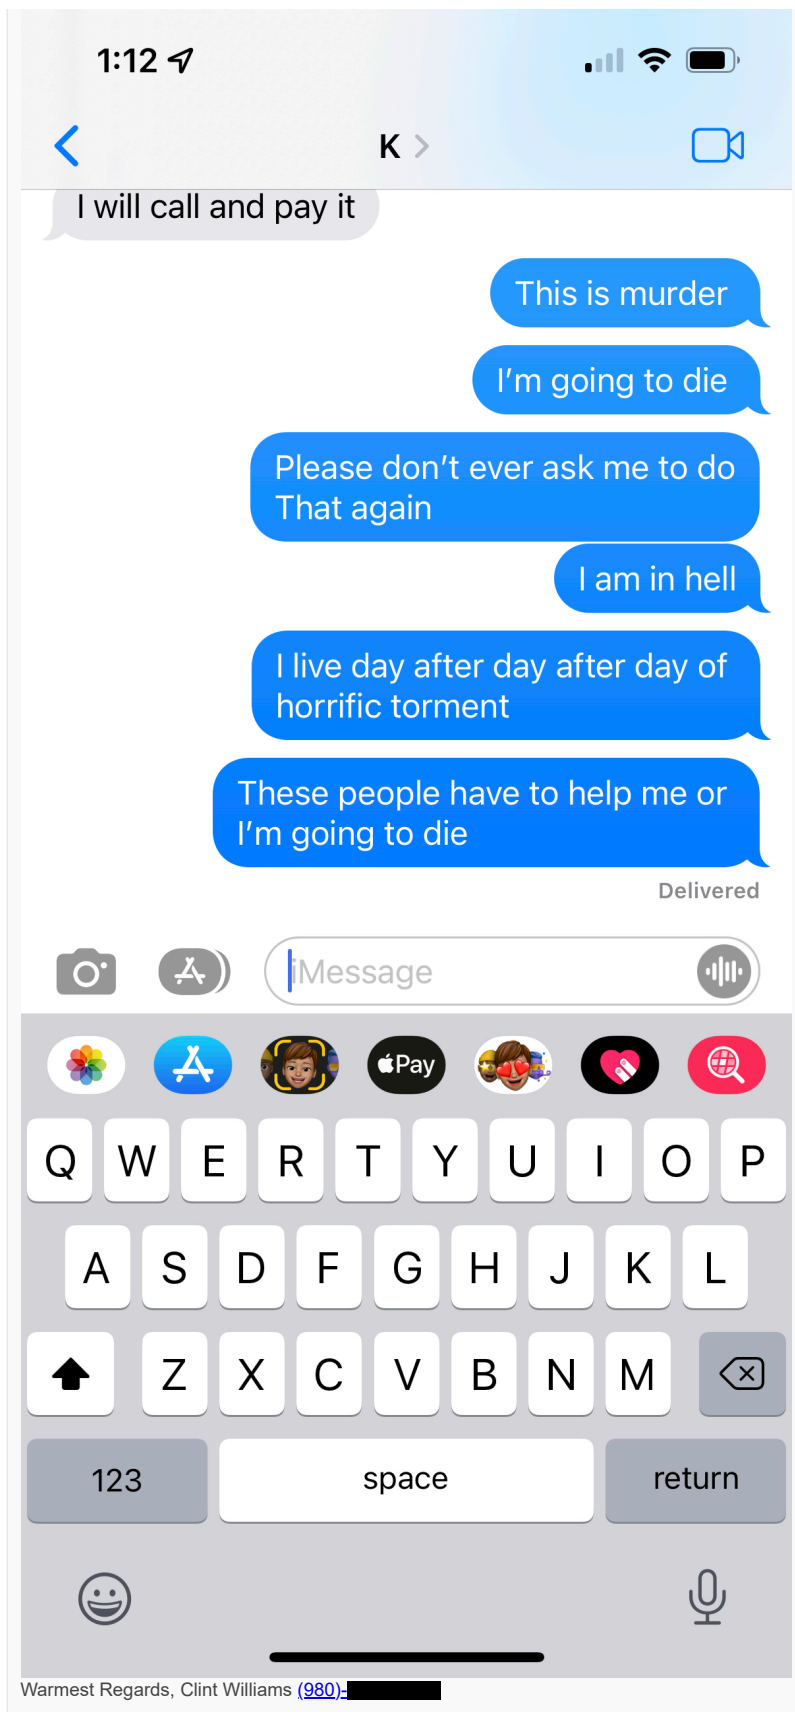 1:12
K
I will call and pay it
This is murder
I'm going to die
Please don't ever ask me to do
That again
I am in hell
I live day after day after day of
horrific torment
These people have to help me or
I'm going to die
Delivered
iMessage
Pay
Q W E R T Y U I O P
A S D F G H J K L
Z X C V B N M
123 space return
Warmest Regards, Clint Williams (980)-